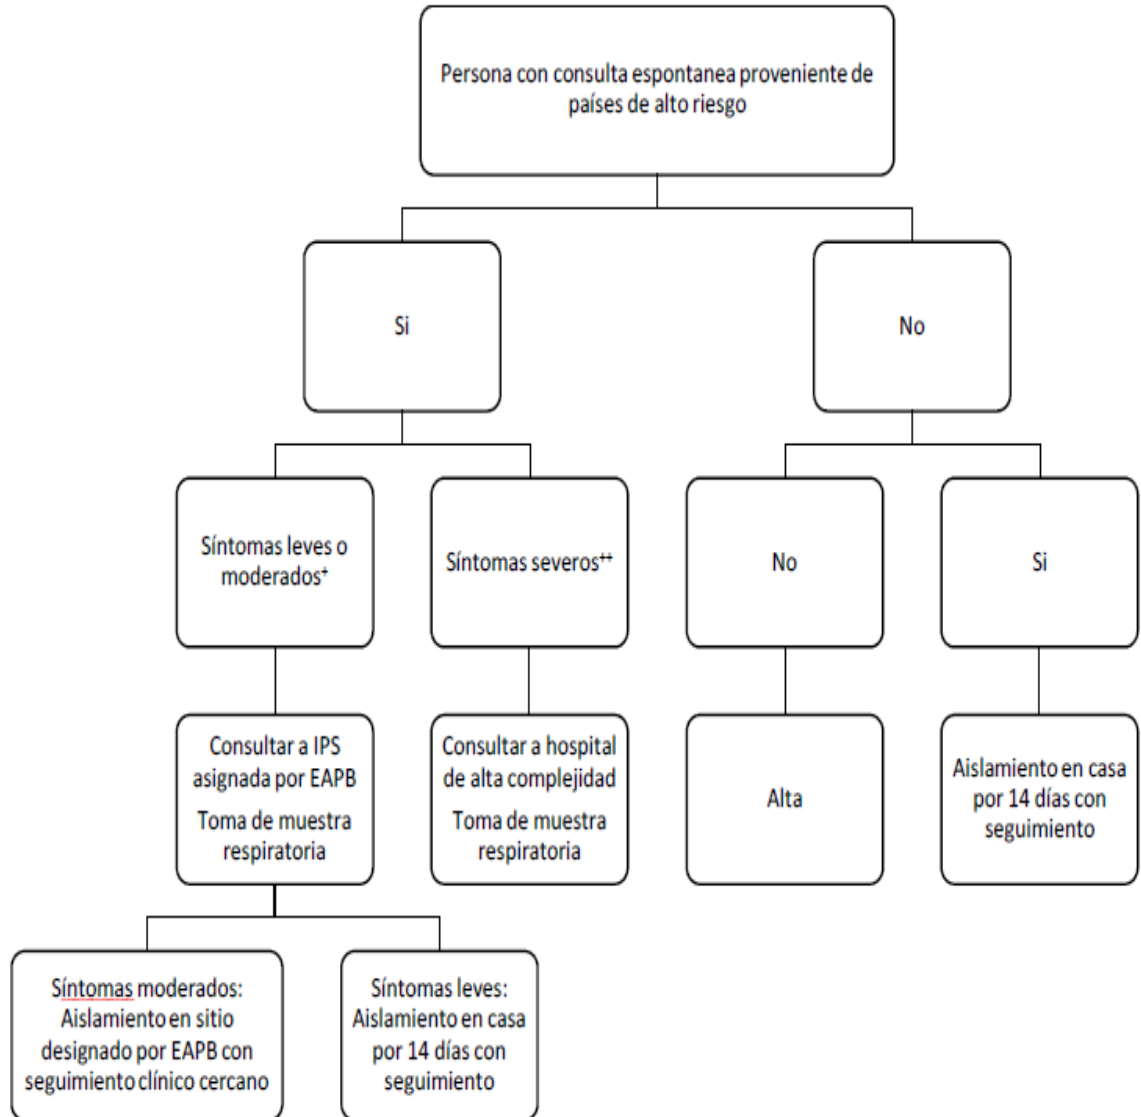 Persona con consulta espontanea proveniente de
países de alto riesgo
Si
No
Síntomas leves o
moderados⁺
Síntomas severos⁺⁺
No
Si
Consultar a IPS
asignada por EAPB
Toma de muestra
respiratoria
Consultar a hospital
de alta complejidad
Toma de muestra
respiratoria
Alta
Aislamiento en casa
por 14 días con
seguimiento
Síntomas moderados:
Aislamiento en sitio
designado por EAPB con
seguimiento clínico cercano
Síntomas leves:
Aislamiento en casa
por 14 días con
seguimiento